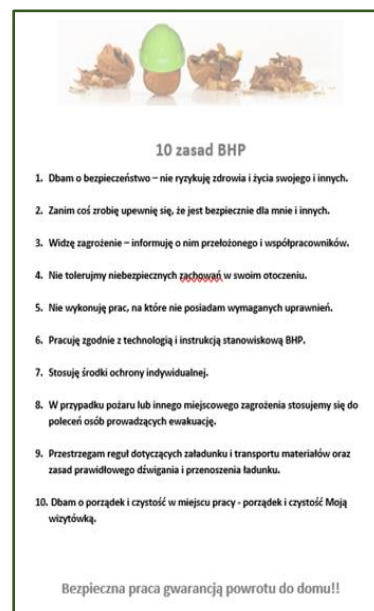 10 zasad BHP
1. Dbam o bezpieczeństwo – nie ryzykuję zdrowia i życia swojego i innych.
2. Zanim coś zrobię upewnię się, że jest bezpiecznie dla mnie i innych.
3. Widzę zagrożenie – informuję o nim przełożonego i współpracowników.
4. Nie tolerujmy niebezpiecznych zachowań w swoim otoczeniu.
5. Nie wykonuję prac, na które nie posiadam wymaganych uprawnień.
6. Pracuję zgodnie z technologią i instrukcją stanowiskową BHP.
7. Stosuję środki ochrony indywidualnej.
8. W przypadku pożaru lub innego miejscowego zagrożenia stosujemy się do
poleceń osób prowadzących ewakuację.
9. Przestrzegam reguł dotyczących załadunku i transportu materiałów oraz
zasad prawidłowego dźwigania i przenoszenia ładunku.
10. Dbam o porządek i czystość w miejscu pracy - porządek i czystość Moją
wizytówką.
Bezpieczna praca gwarancją powrotu do domu!!